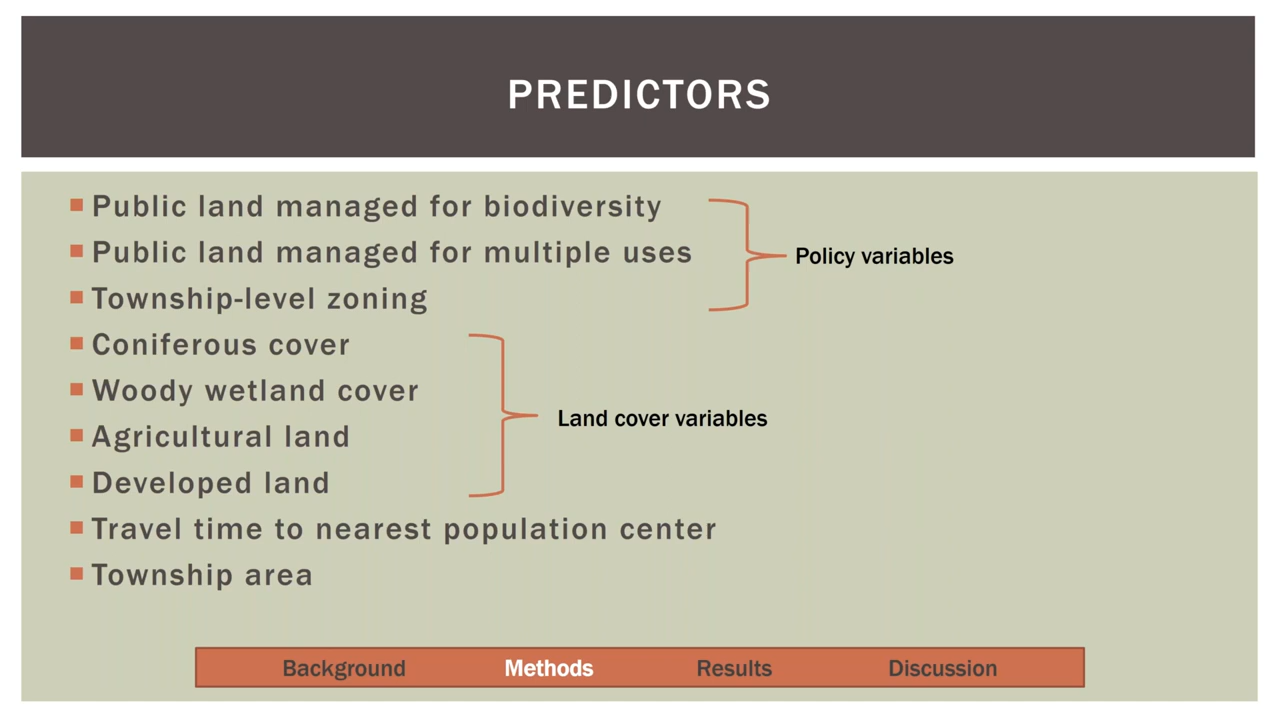 PREDICTORS
Public land managed for biodiversity
Public land managed for multiple uses
Township-level zoning
Policy variables
Coniferous cover
Woody wetland cover
Agricultural land
Developed land
Land cover variables
Travel time to nearest population center
Township area
Background Methods Results Discussion